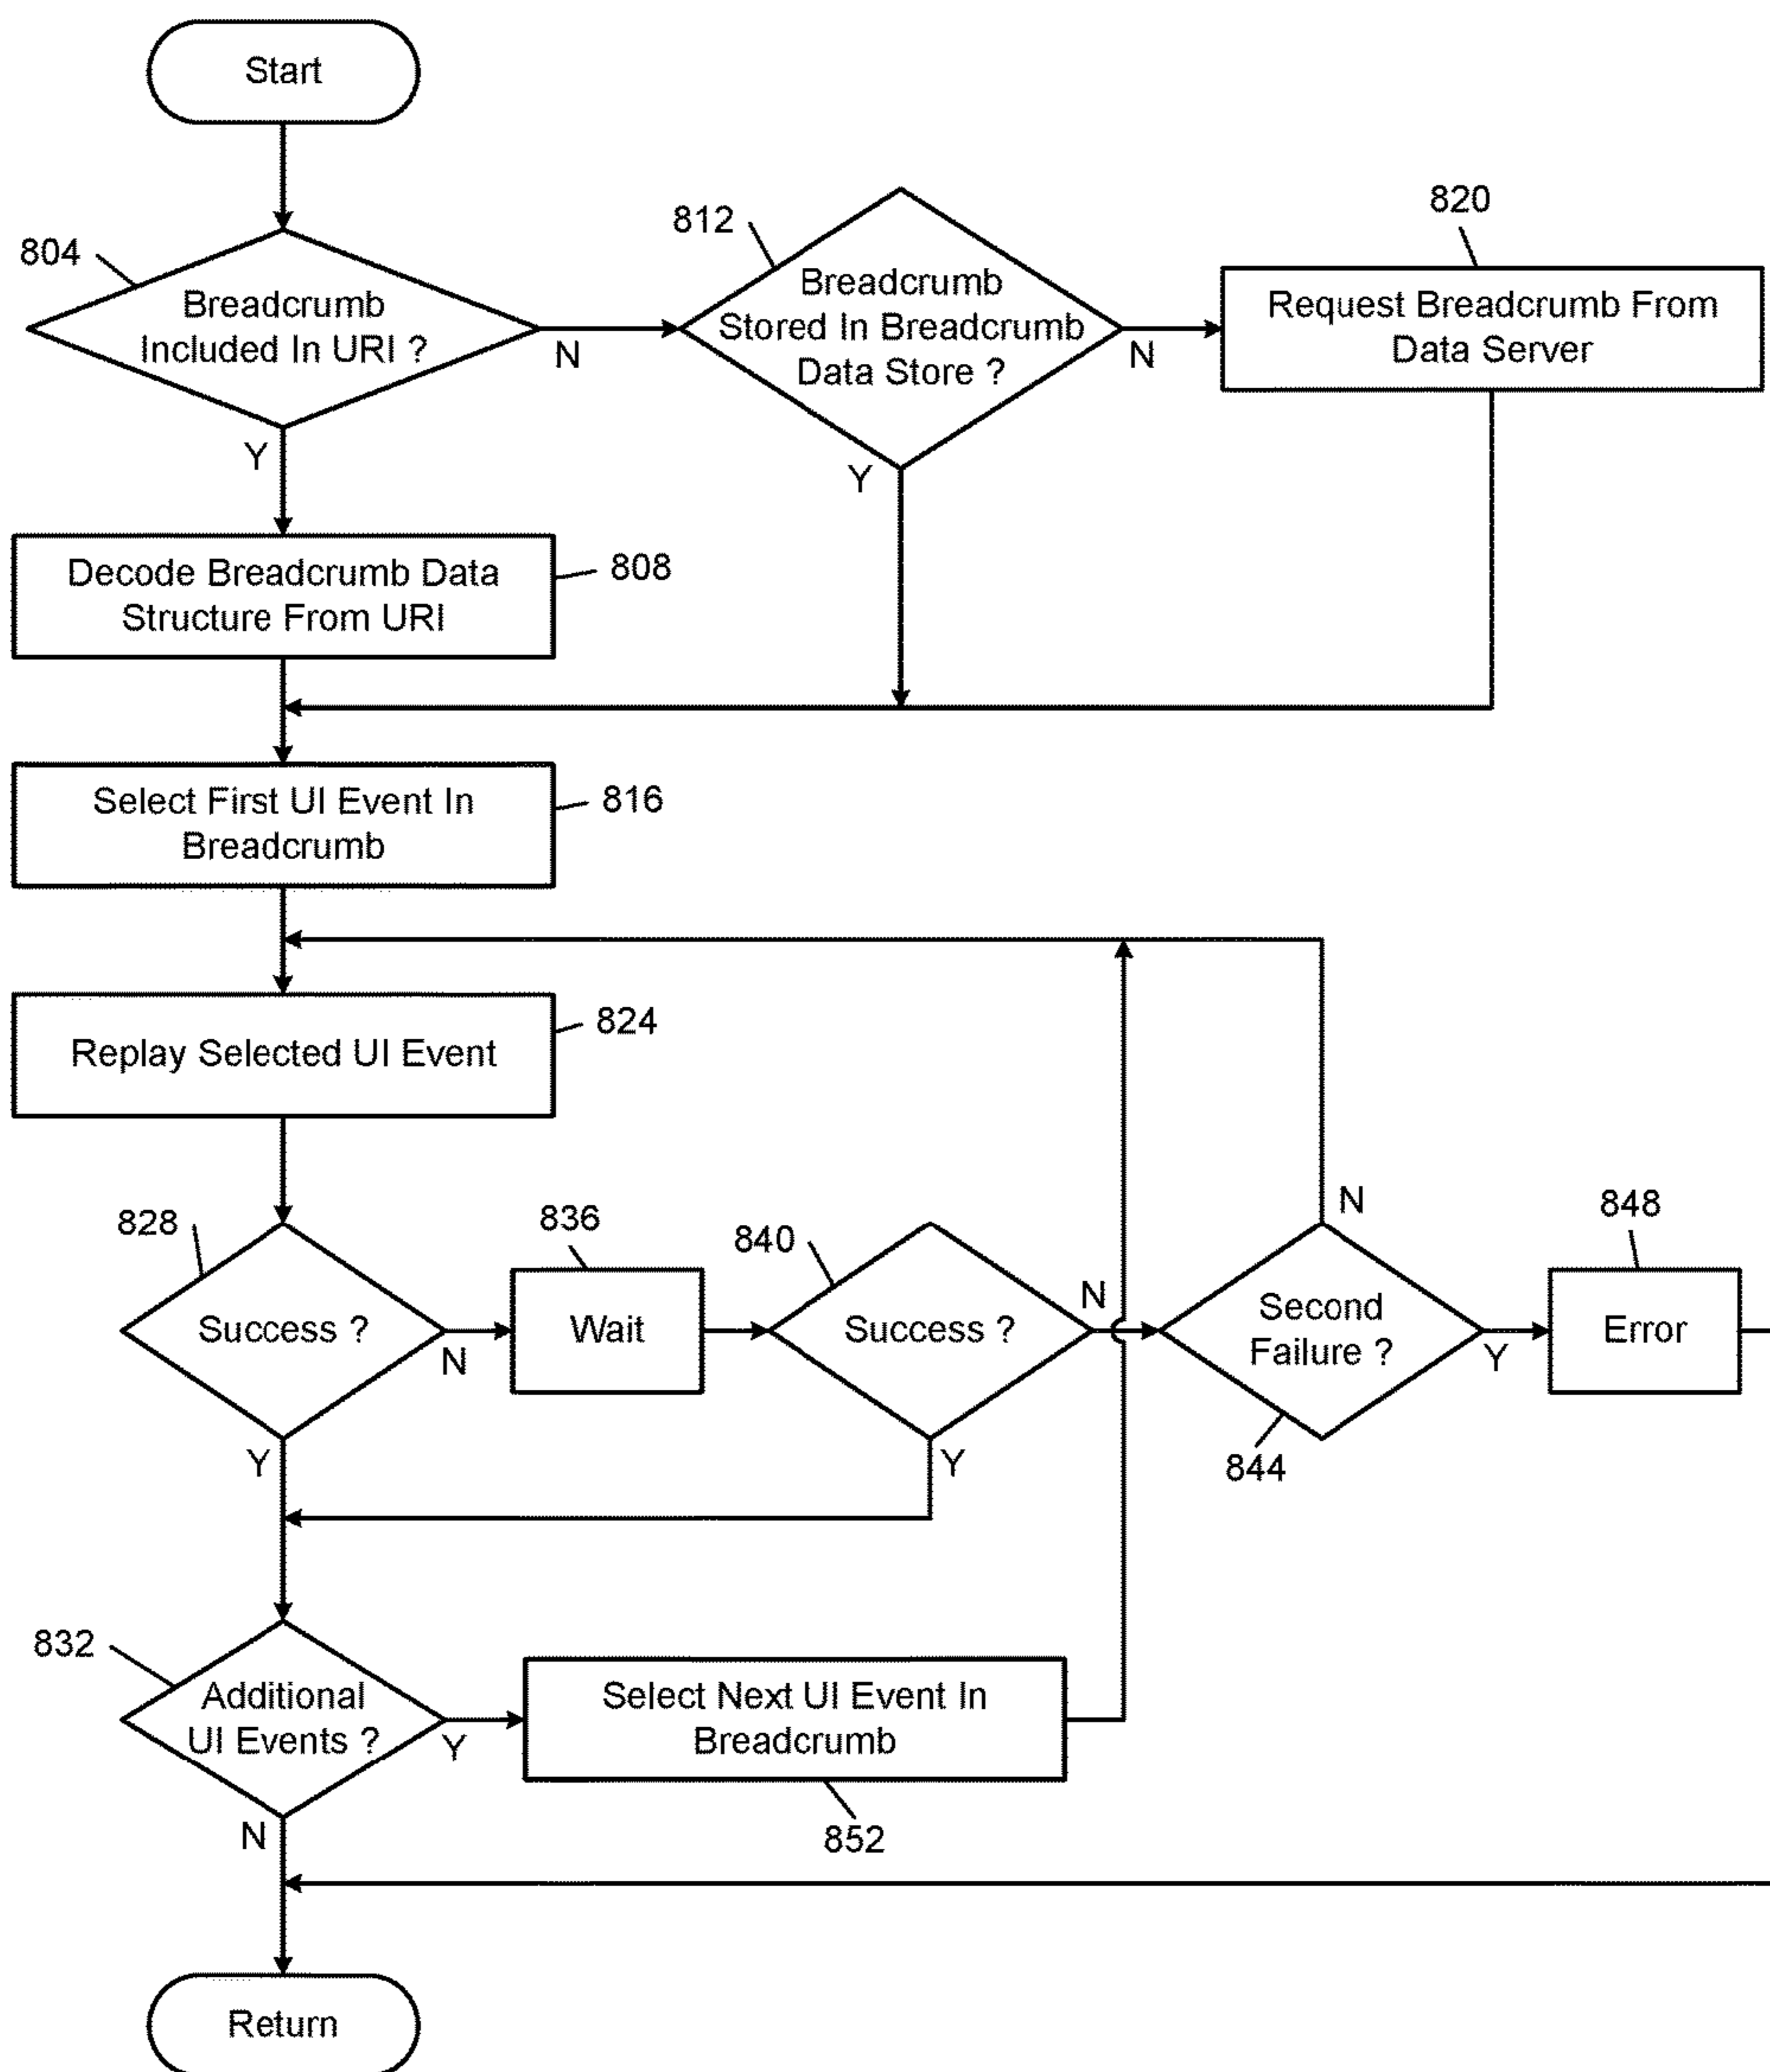 Start
804
Breadcrumb
Included In URI ?
N
Y
812
Breadcrumb
Stored In Breadcrumb
Data Store ?
N
Y
820
Request Breadcrumb From
Data Server
Decode Breadcrumb Data
Structure From URI
808
Select First UI Event In
Breadcrumb
816
Replay Selected UI Event
824
828
Success ?
N
Y
836
Wait
840
Success ?
N
Y
Second
Failure ?
N
Y
844
848
Error
832
Additional
UI Events ?
Y
N
Select Next UI Event In
Breadcrumb
852
Return